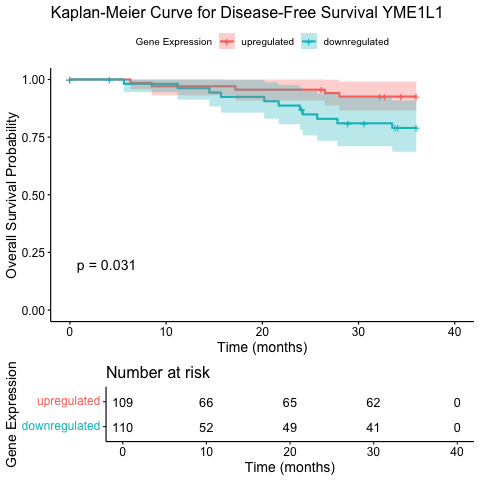 Kaplan-Meier Curve for Disease-Free Survival YME1L1
Gene Expression upregulated downregulated
Overall Survival Probability
1.00
0.75
0.50
0.25
0.00
p = 0.031
0 10 20 30 40
Time (months)
Number at risk
Gene Expression
upregulated 109 66 65 62 0
downregulated 110 52 49 41 0
0 10 20 30 40
Time (months)